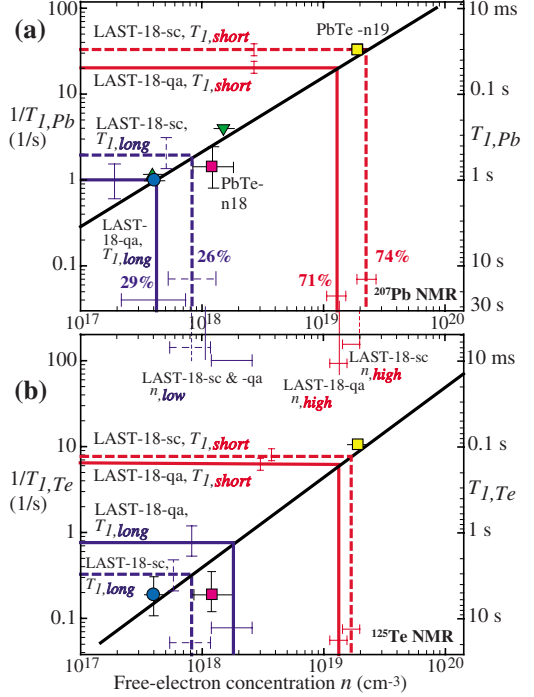 (a)
100
10 ms
LAST-18-sc, T1,short
PbTe -n19
LAST-18-qa, T1,short
10
0.1 s
1/T1,Pb
(1/s)
LAST-18-sc,
T1,long
T1,Pb
PbTe-
n18
1
1 s
LAST-
18-qa,
T1,long
26%
74%
29%
71%
0.1
10 s
207Pb NMR
30 s
10^17
10^18
10^19
10^20
(b)
100
10 ms
LAST-18-sc & -qa
n,low
LAST-18-sc
n,high
LAST-18-qa
n,high
10
0.1 s
LAST-18-sc, T1,short
LAST-18-qa, T1,short
1/T1,Te
(1/s)
T1,Te
LAST-18-qa,
T1,long
1
1 s
LAST-18-sc,
T1,long
0.1
10 s
125Te NMR
10^17
10^18
10^19
10^20
Free-electron concentration n (cm-3)